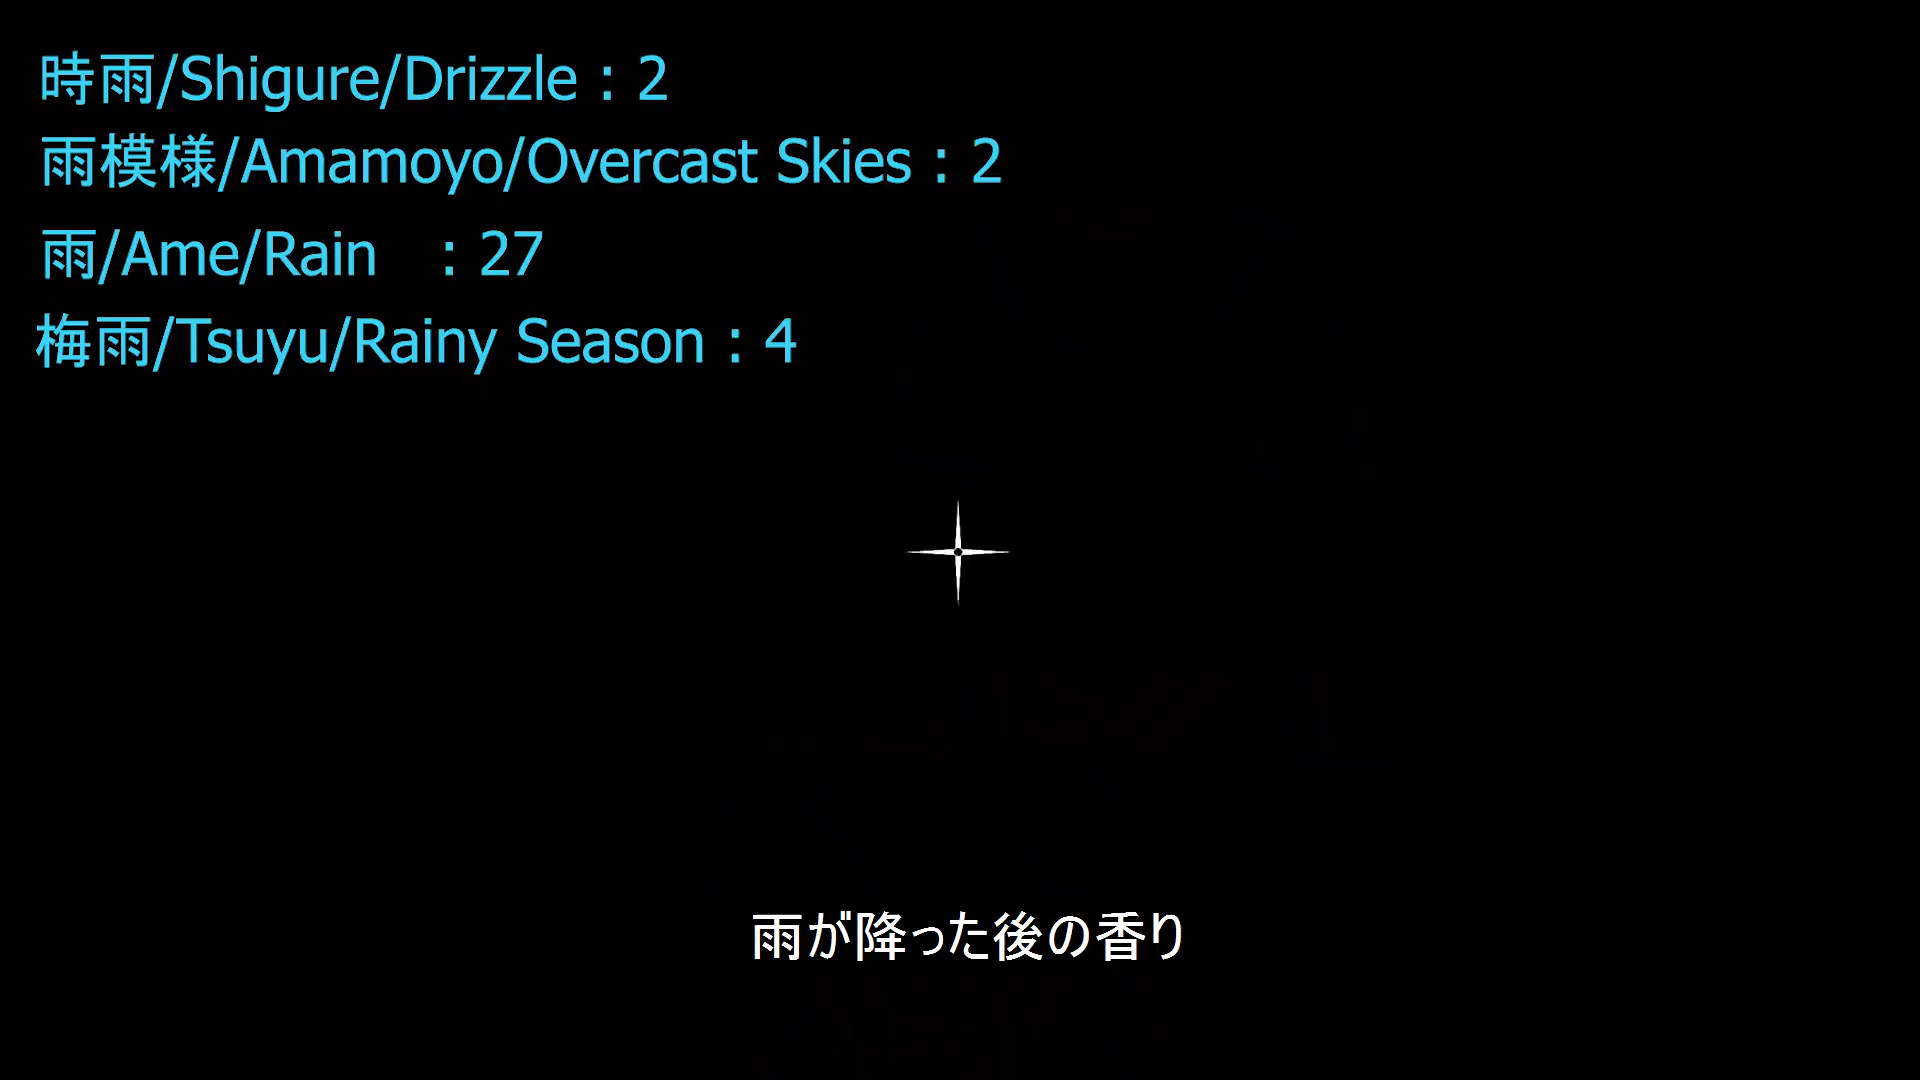 時雨/Shigure/Drizzle : 2
雨模様/Amamoyo/Overcast Skies : 2
雨/Ame/Rain : 27
梅雨/Tsuyu/Rainy Season : 4
雨が降った後の香り